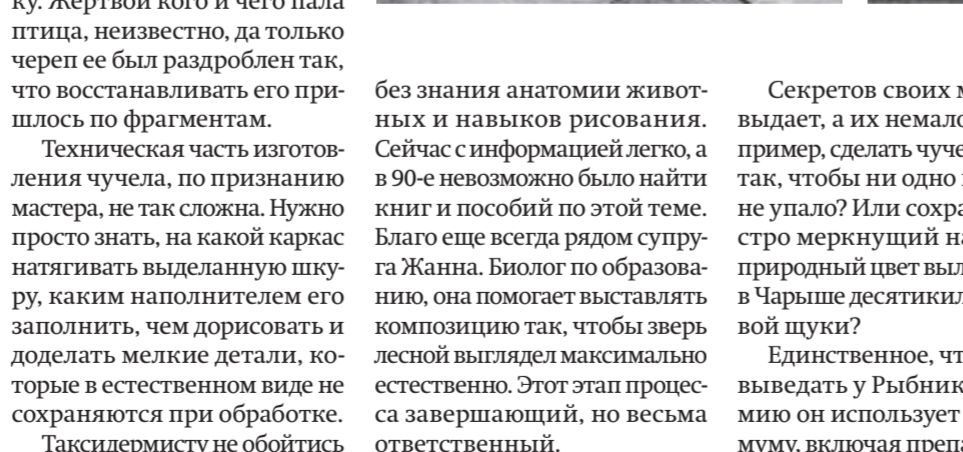 ку. Жертвой кого и чего пала
птица, неизвестно, да только
череп ее был раздроблен так,
что восстанавливать его при-
шлось по фрагментам.
Техническая часть изготов-
ления чучела, по признанию
мастера, не так сложна. Нужно
просто знать, на какой каркас
натягивать выделанную шку-
ру, каким наполнителем его
заполнить, чем дорисовать и
доделать мелкие детали, ко-
торые в естественном виде не
сохраняются при обработке.
Таксидермисту не обойтись
без знания анатомии живот-
ных и навыков рисования.
Сейчас с информацией легко, а
в 90-е невозможно было найти
книг и пособий по этой теме.
Благо еще всегда рядом супру-
га Жанна. Биолог по образова-
нию, она помогает выставлять
композицию так, чтобы зверь
лесной выглядел максимально
естественно. Этот этап процес-
са завершающий, но весьма
ответственный.
Секретов своих
выдает, а их немало
пример, сделать чуче
так, чтобы ни одно
не упало? Или сохра
стро меркнущий на
природный цвет выл
в Чарыше десятикил
вой щуки?
Единственное, чт
выведать у Рыбник
мию он использует
муму, включая преп